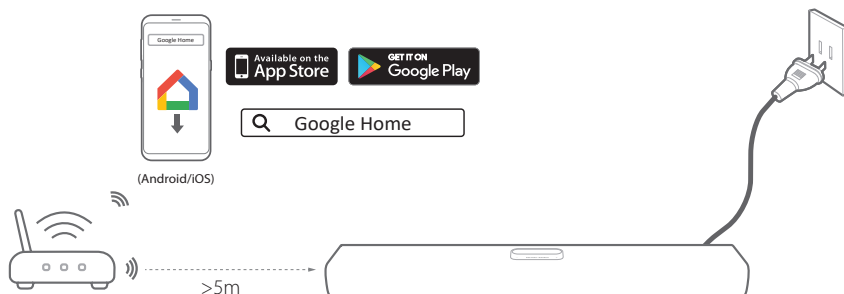 Google Home
Available on the
App Store
GET IT ON
Google Play
Google Home
(Android/iOS)
>5m